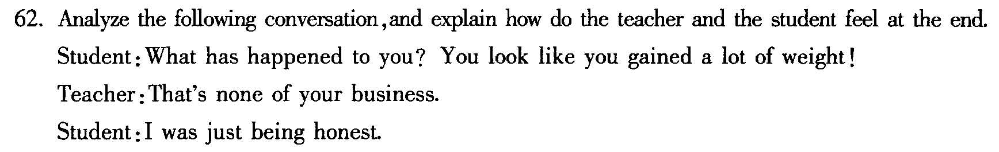 62. Analyze the following conversation,and explain how do the teacher and the student feel at the end.
Student:What has happened to you? You look like you gained a lot of weight!
Teacher:That's none of your business.
Student:I was just being honest.